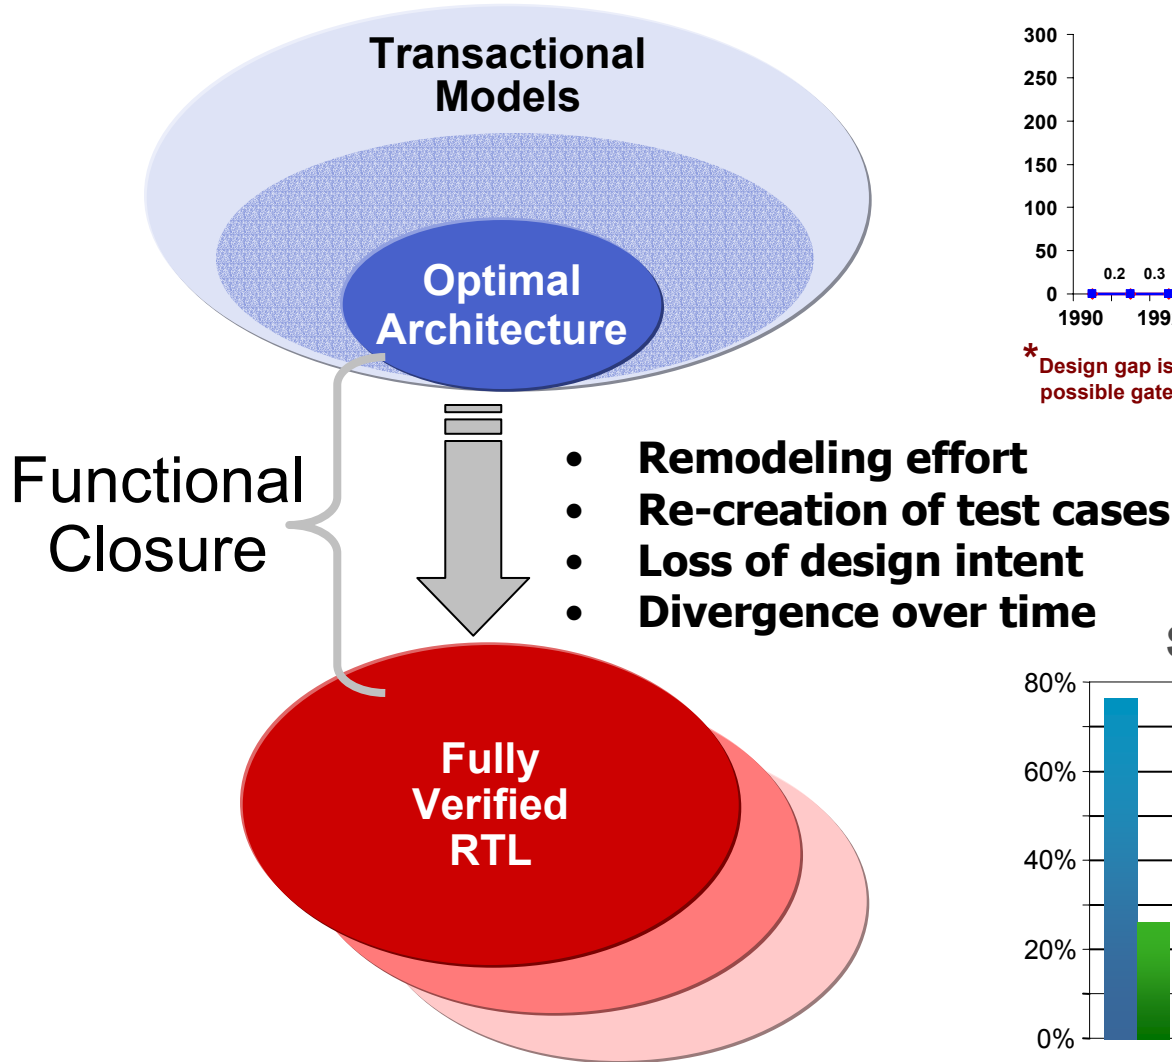 Transactional
Models
Optimal
Architecture
Functional
Closure
• Remodeling effort
• Re-creation of test cases
• Loss of design intent
• Divergence over time
Fully
Verified
RTL
300
250
200
150
100
50
0
0.2 0.3
1990 199
*Design gap is
possible gate
S
80%
60%
40%
20%
0%